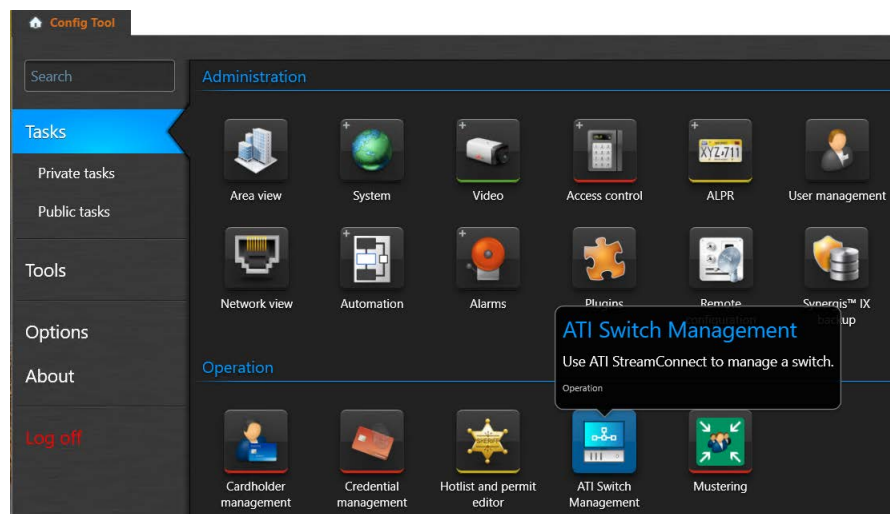 Config Tool
Search
Administration
Tasks
Private tasks
Public tasks
Tools
Options
About
Log off
Area view
System
Video
Access control
XYZ•711
ALPR
User management
Network view
Automation
Alarms
Plugins
Remote
configuration
Synergis™ IX
backup
ATI Switch Management
Use ATI StreamConnect to manage a switch.
Operation
Operation
Cardholder
management
Credential
management
SHERIFF
Hotlist and permit
editor
ATI Switch
Management
Mustering